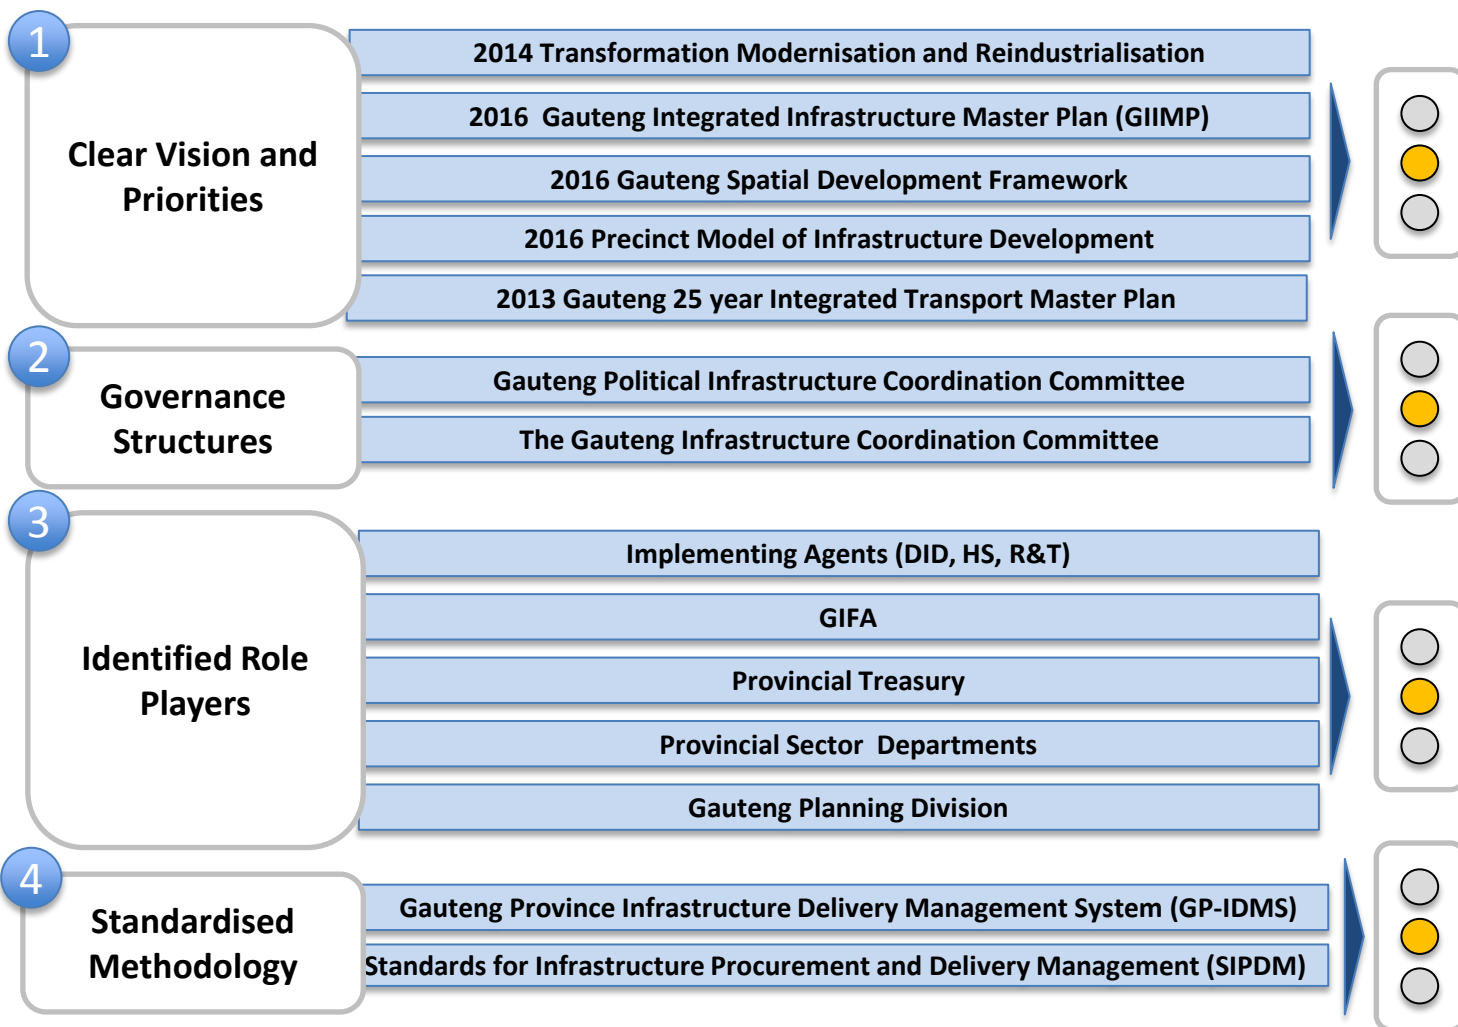 1
Clear Vision and
Priorities
2014 Transformation Modernisation and Reindustrialisation
2016 Gauteng Integrated Infrastructure Master Plan (GIIMP)
2016 Gauteng Spatial Development Framework
2016 Precinct Model of Infrastructure Development
2013 Gauteng 25 year Integrated Transport Master Plan
2
Governance
Structures
Gauteng Political Infrastructure Coordination Committee
The Gauteng Infrastructure Coordination Committee
3
Identified Role
Players
Implementing Agents (DID, HS, R&T)
GIFA
Provincial Treasury
Provincial Sector Departments
Gauteng Planning Division
4
Standardised
Methodology
Gauteng Province Infrastructure Delivery Management System (GP-IDMS)
Standards for Infrastructure Procurement and Delivery Management (SIPDM)